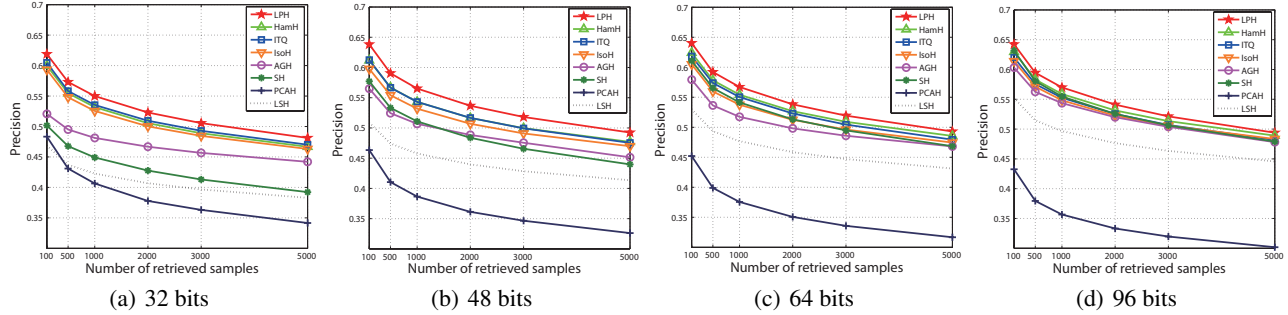 0.7
0.65
0.6
0.55
0.5
0.45
0.4
0.35
Precision
LPH
HamH
ITQ
IsoH
AGH
SH
PCAH
LSH
100 500 1000 2000 3000 5000
Number of retrieved samples
(a) 32 bits
0.7
0.65
0.6
0.55
0.5
0.45
0.4
0.35
Precision
LPH
HamH
ITQ
IsoH
AGH
SH
PCAH
LSH
100 500 1000 2000 3000 5000
Number of retrieved samples
(b) 48 bits
0.7
0.65
0.6
0.55
0.5
0.45
0.4
0.35
Precision
LPH
HamH
ITQ
IsoH
AGH
SH
PCAH
LSH
100 500 1000 2000 3000 5000
Number of retrieved samples
(c) 64 bits
0.7
0.65
0.6
0.55
0.5
0.45
0.4
0.35
Precision
LPH
HamH
ITQ
IsoH
AGH
SH
PCAH
LSH
100 500 1000 2000 3000 5000
Number of retrieved samples
(d) 96 bits